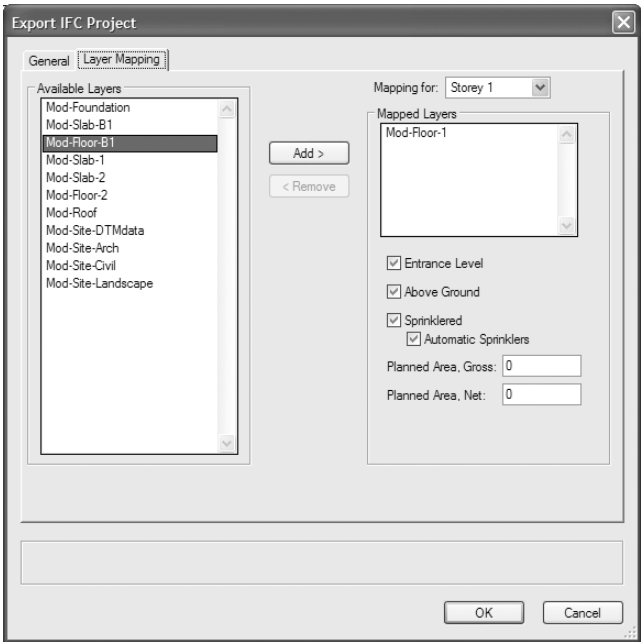 Export IFC Project
General
Layer Mapping
Available Layers
Mod-Foundation
Mod-Slab-B1
Mod-Floor-B1
Mod-Slab-1
Mod-Slab-2
Mod-Floor-2
Mod-Roof
Mod-Site-DTMdata
Mod-Site-Arch
Mod-Site-Civil
Mod-Site-Landscape
Add >
< Remove
Mapping for: Storey 1
Mapped Layers
Mod-Floor-1
Entrance Level
Above Ground
Sprinklered
Automatic Sprinklers
Planned Area, Gross: 0
Planned Area, Net: 0
OK
Cancel